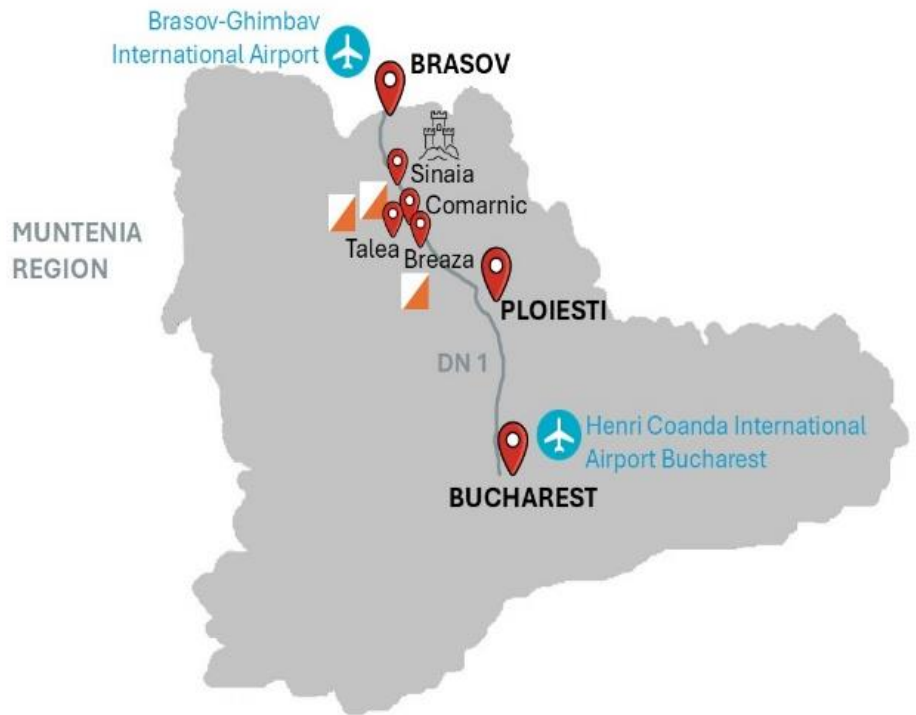 Brasov-Ghimbav
International Airport
BRASOV
Sinaia
Comarnic
MUNTENIA
REGION
Talea
Breaza
PLOIESTI
DN 1
Henri Coanda International
Airport Bucharest
BUCHAREST